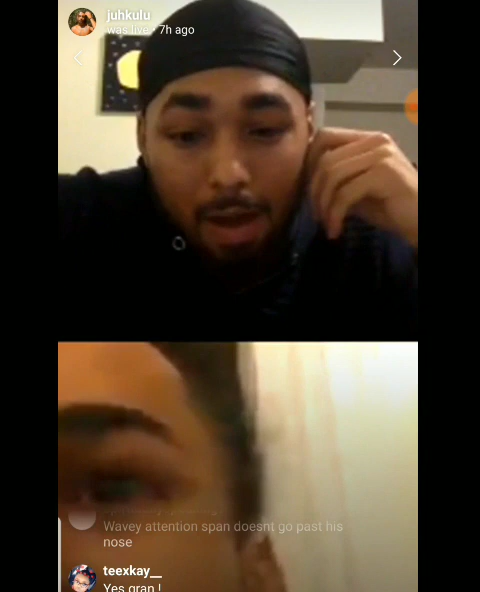 juhkulu
was live · 7h ago
Wavey attention span doesnt go past his
nose
teexkay__
Yes gran !